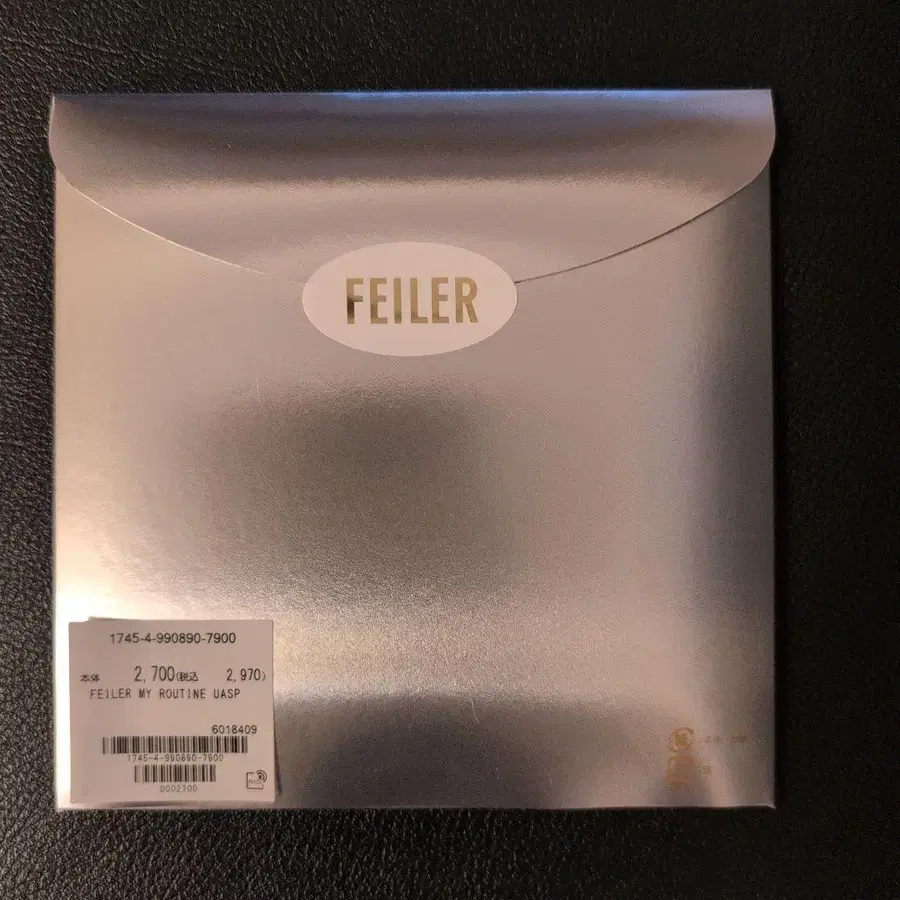 FEILER
1745-4-990890-7900
本体 2,700(税込 2,970)
FEILER MY ROUTINE UASP
6018409
1745-4-990890-7900
0002700